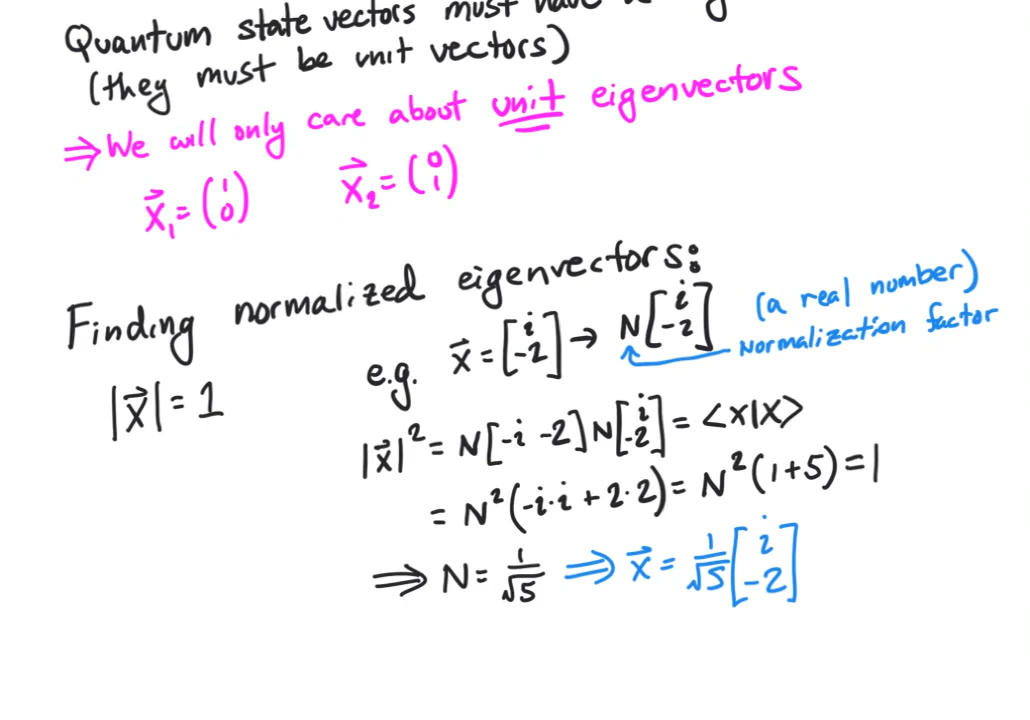 Quantum state vectors must have
(they must be unit vectors)
⇒ We will only care about unit eigenvectors
x⃗₁ = (1 0) x⃗₂ = (0 1)
Finding normalized eigenvectors:
|x⃗| = 1
e.g. x⃗ = [i -2] → N[i -2] (a real number)
Normalization factor
|x⃗|² = N[-i -2]N[i -2] = <x|x>
= N²(-i·i + 2·2) = N²(1+5) = 1
⇒ N = 1/√5 ⇒ x⃗ = 1/√5 [i -2]